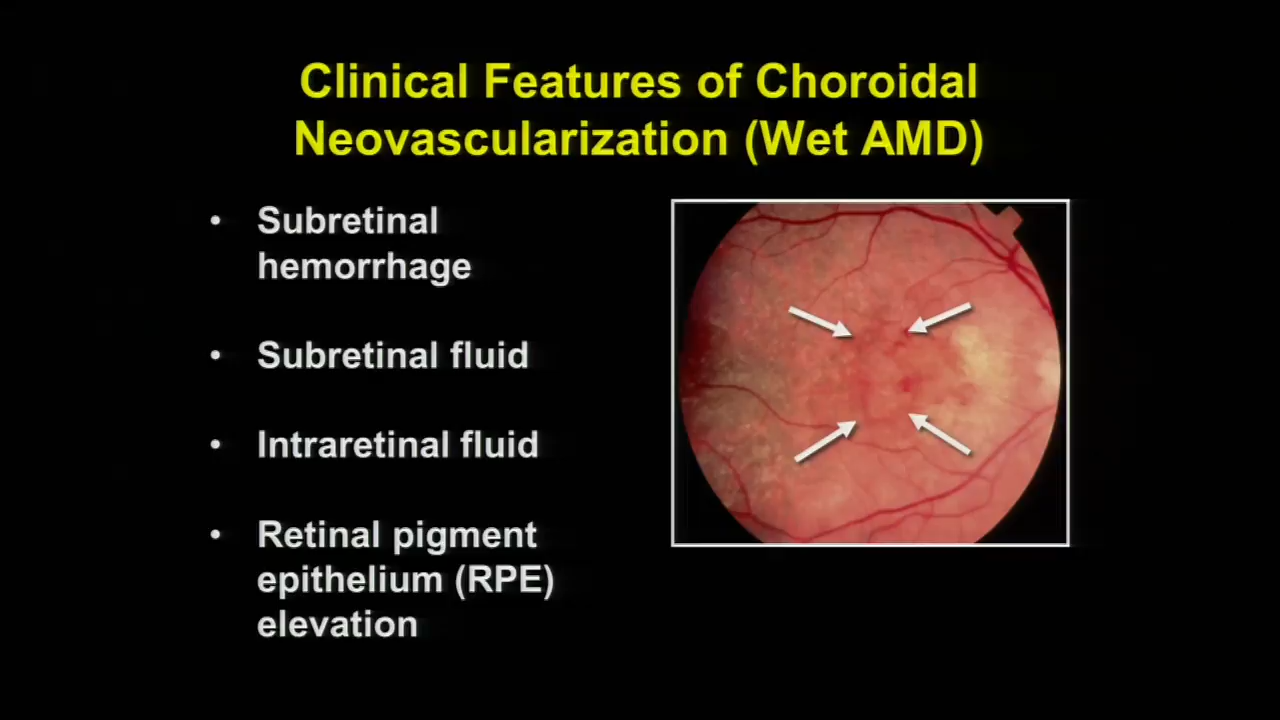 Clinical Features of Choroidal
Neovascularization (Wet AMD)
• Subretinal
hemorrhage
• Subretinal fluid
• Intraretinal fluid
• Retinal pigment
epithelium (RPE)
elevation